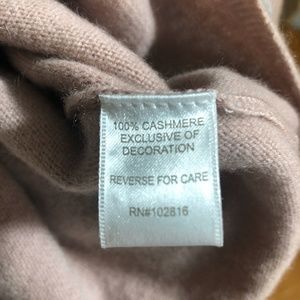 100% CASHMERE
EXCLUSIVE OF
DECORATION
REVERSE FOR CARE
RN#102816